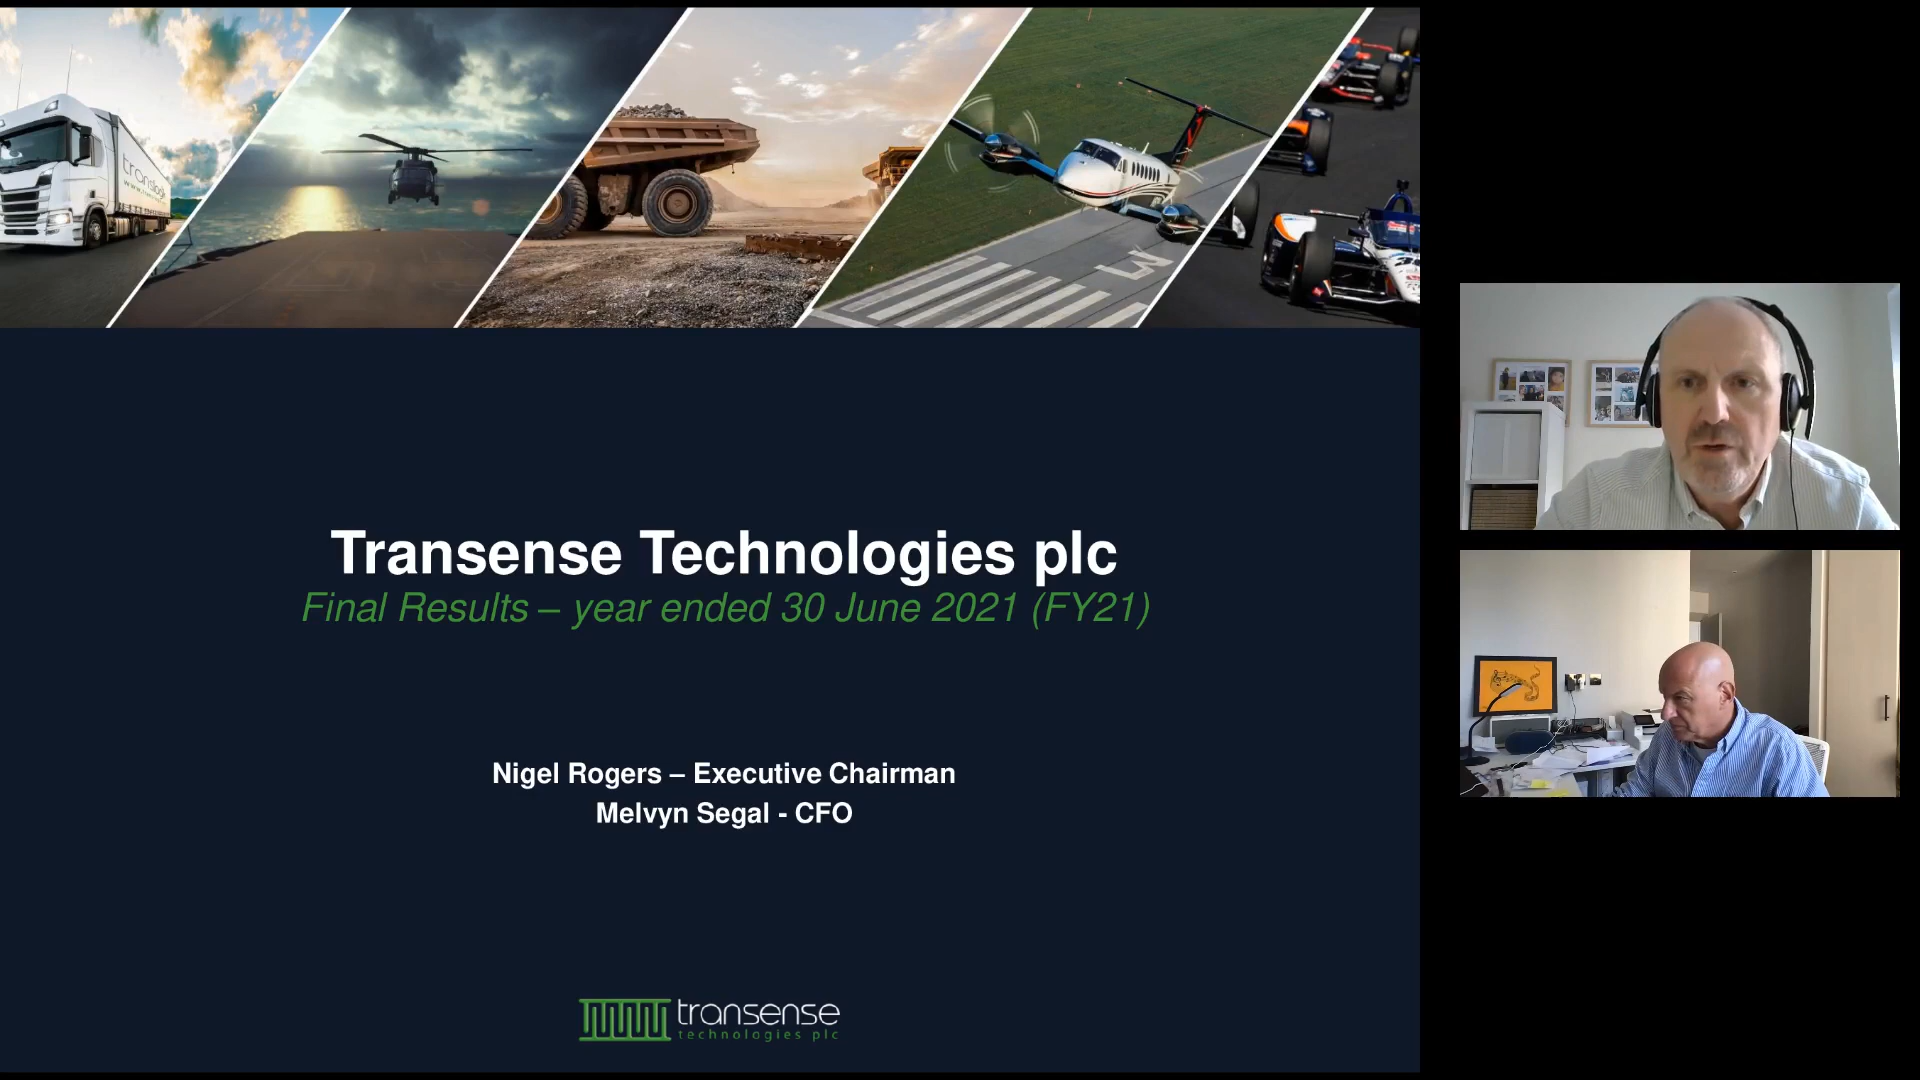 translogik
Transense Technologies plc
Final Results – year ended 30 June 2021 (FY21)
Nigel Rogers – Executive Chairman
Melvyn Segal - CFO
transense
technologies plc